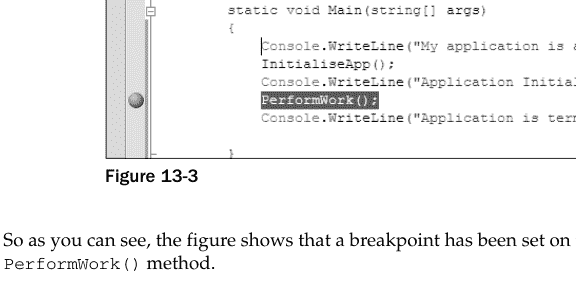 static void Main(string[] args)
{
Console.WriteLine("My application is a
InitialiseApp();
Console.WriteLine("Application Initial
PerformWork();
Console.WriteLine("Application is term
}
Figure 13-3
So as you can see, the figure shows that a breakpoint has been set on
PerformWork() method.